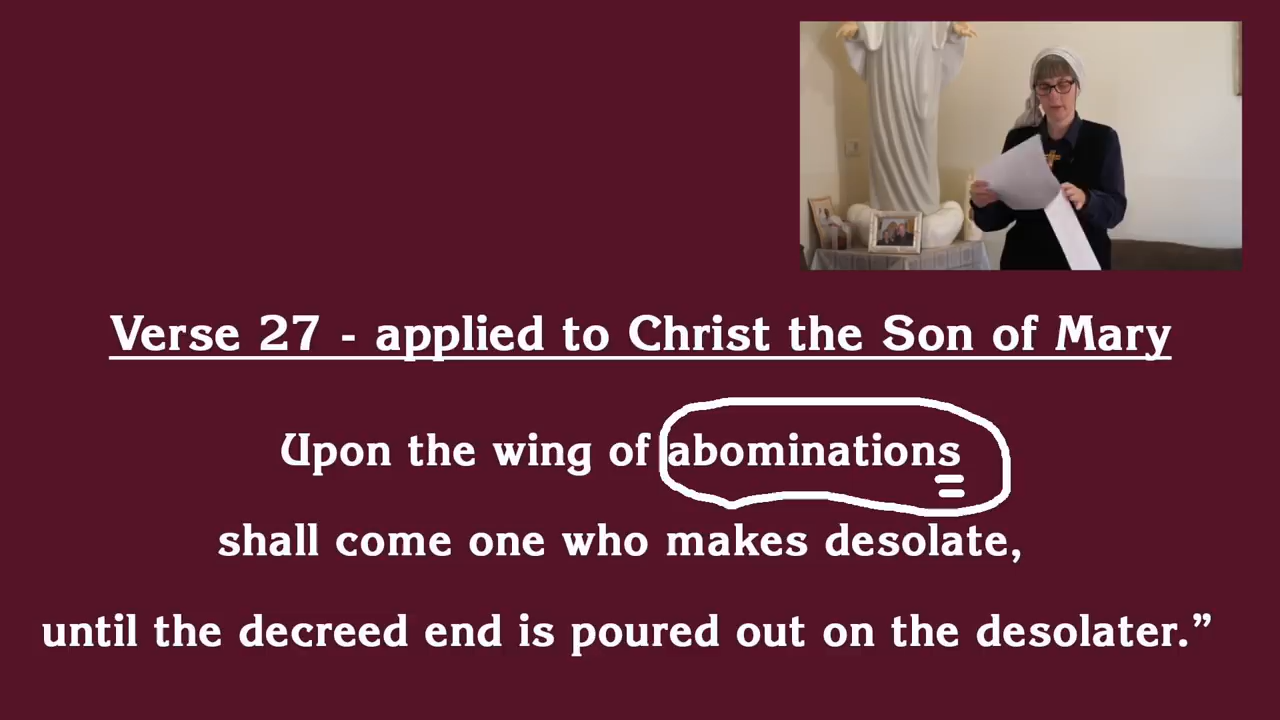 Verse 27 - applied to Christ the Son of Mary
Upon the wing of abominations
shall come one who makes desolate,
until the decreed end is poured out on the desolater.”